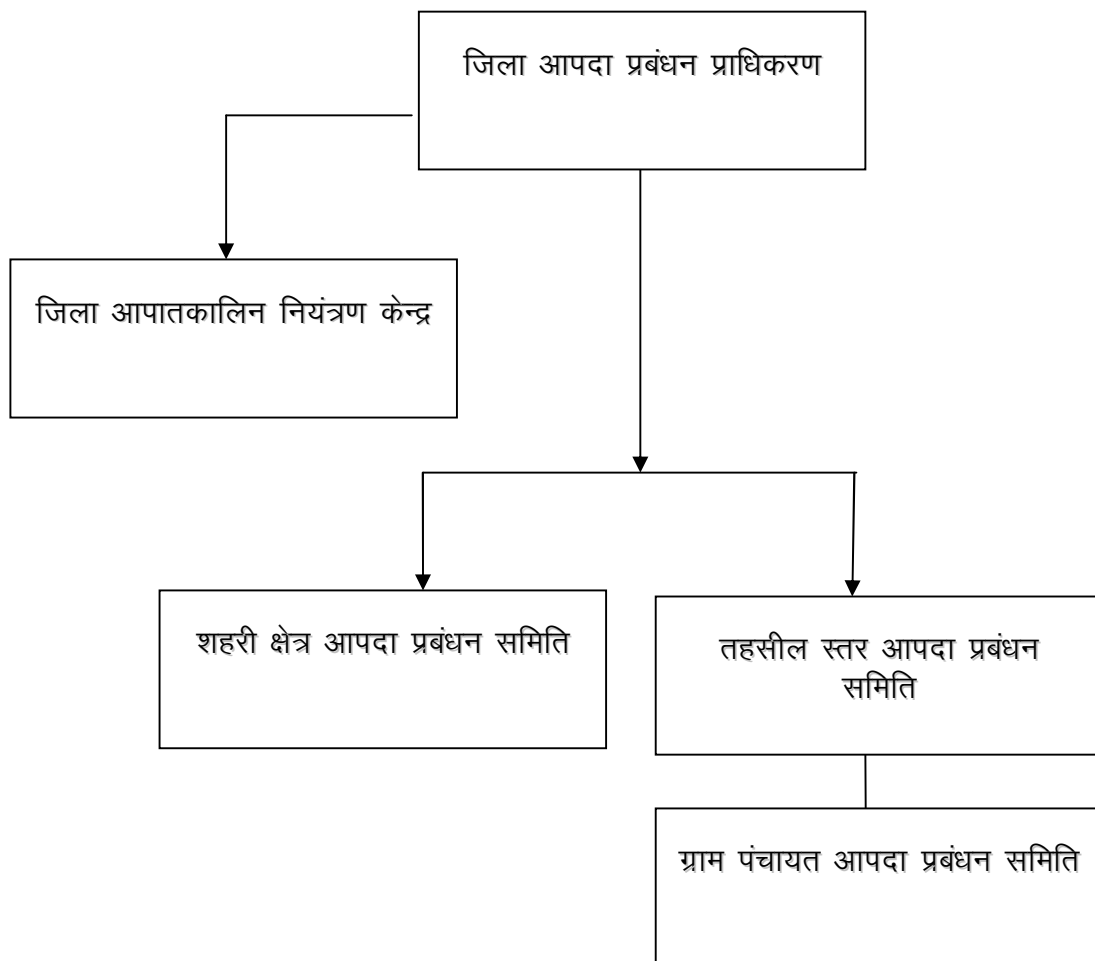 जिला आपदा प्रबंधन प्राधिकरण
जिला आपातकालिन नियंत्रण केन्द्र
शहरी क्षेत्र आपदा प्रबंधन समिति
तहसील स्तर आपदा प्रबंधन
समिति
ग्राम पंचायत आपदा प्रबंधन समिति